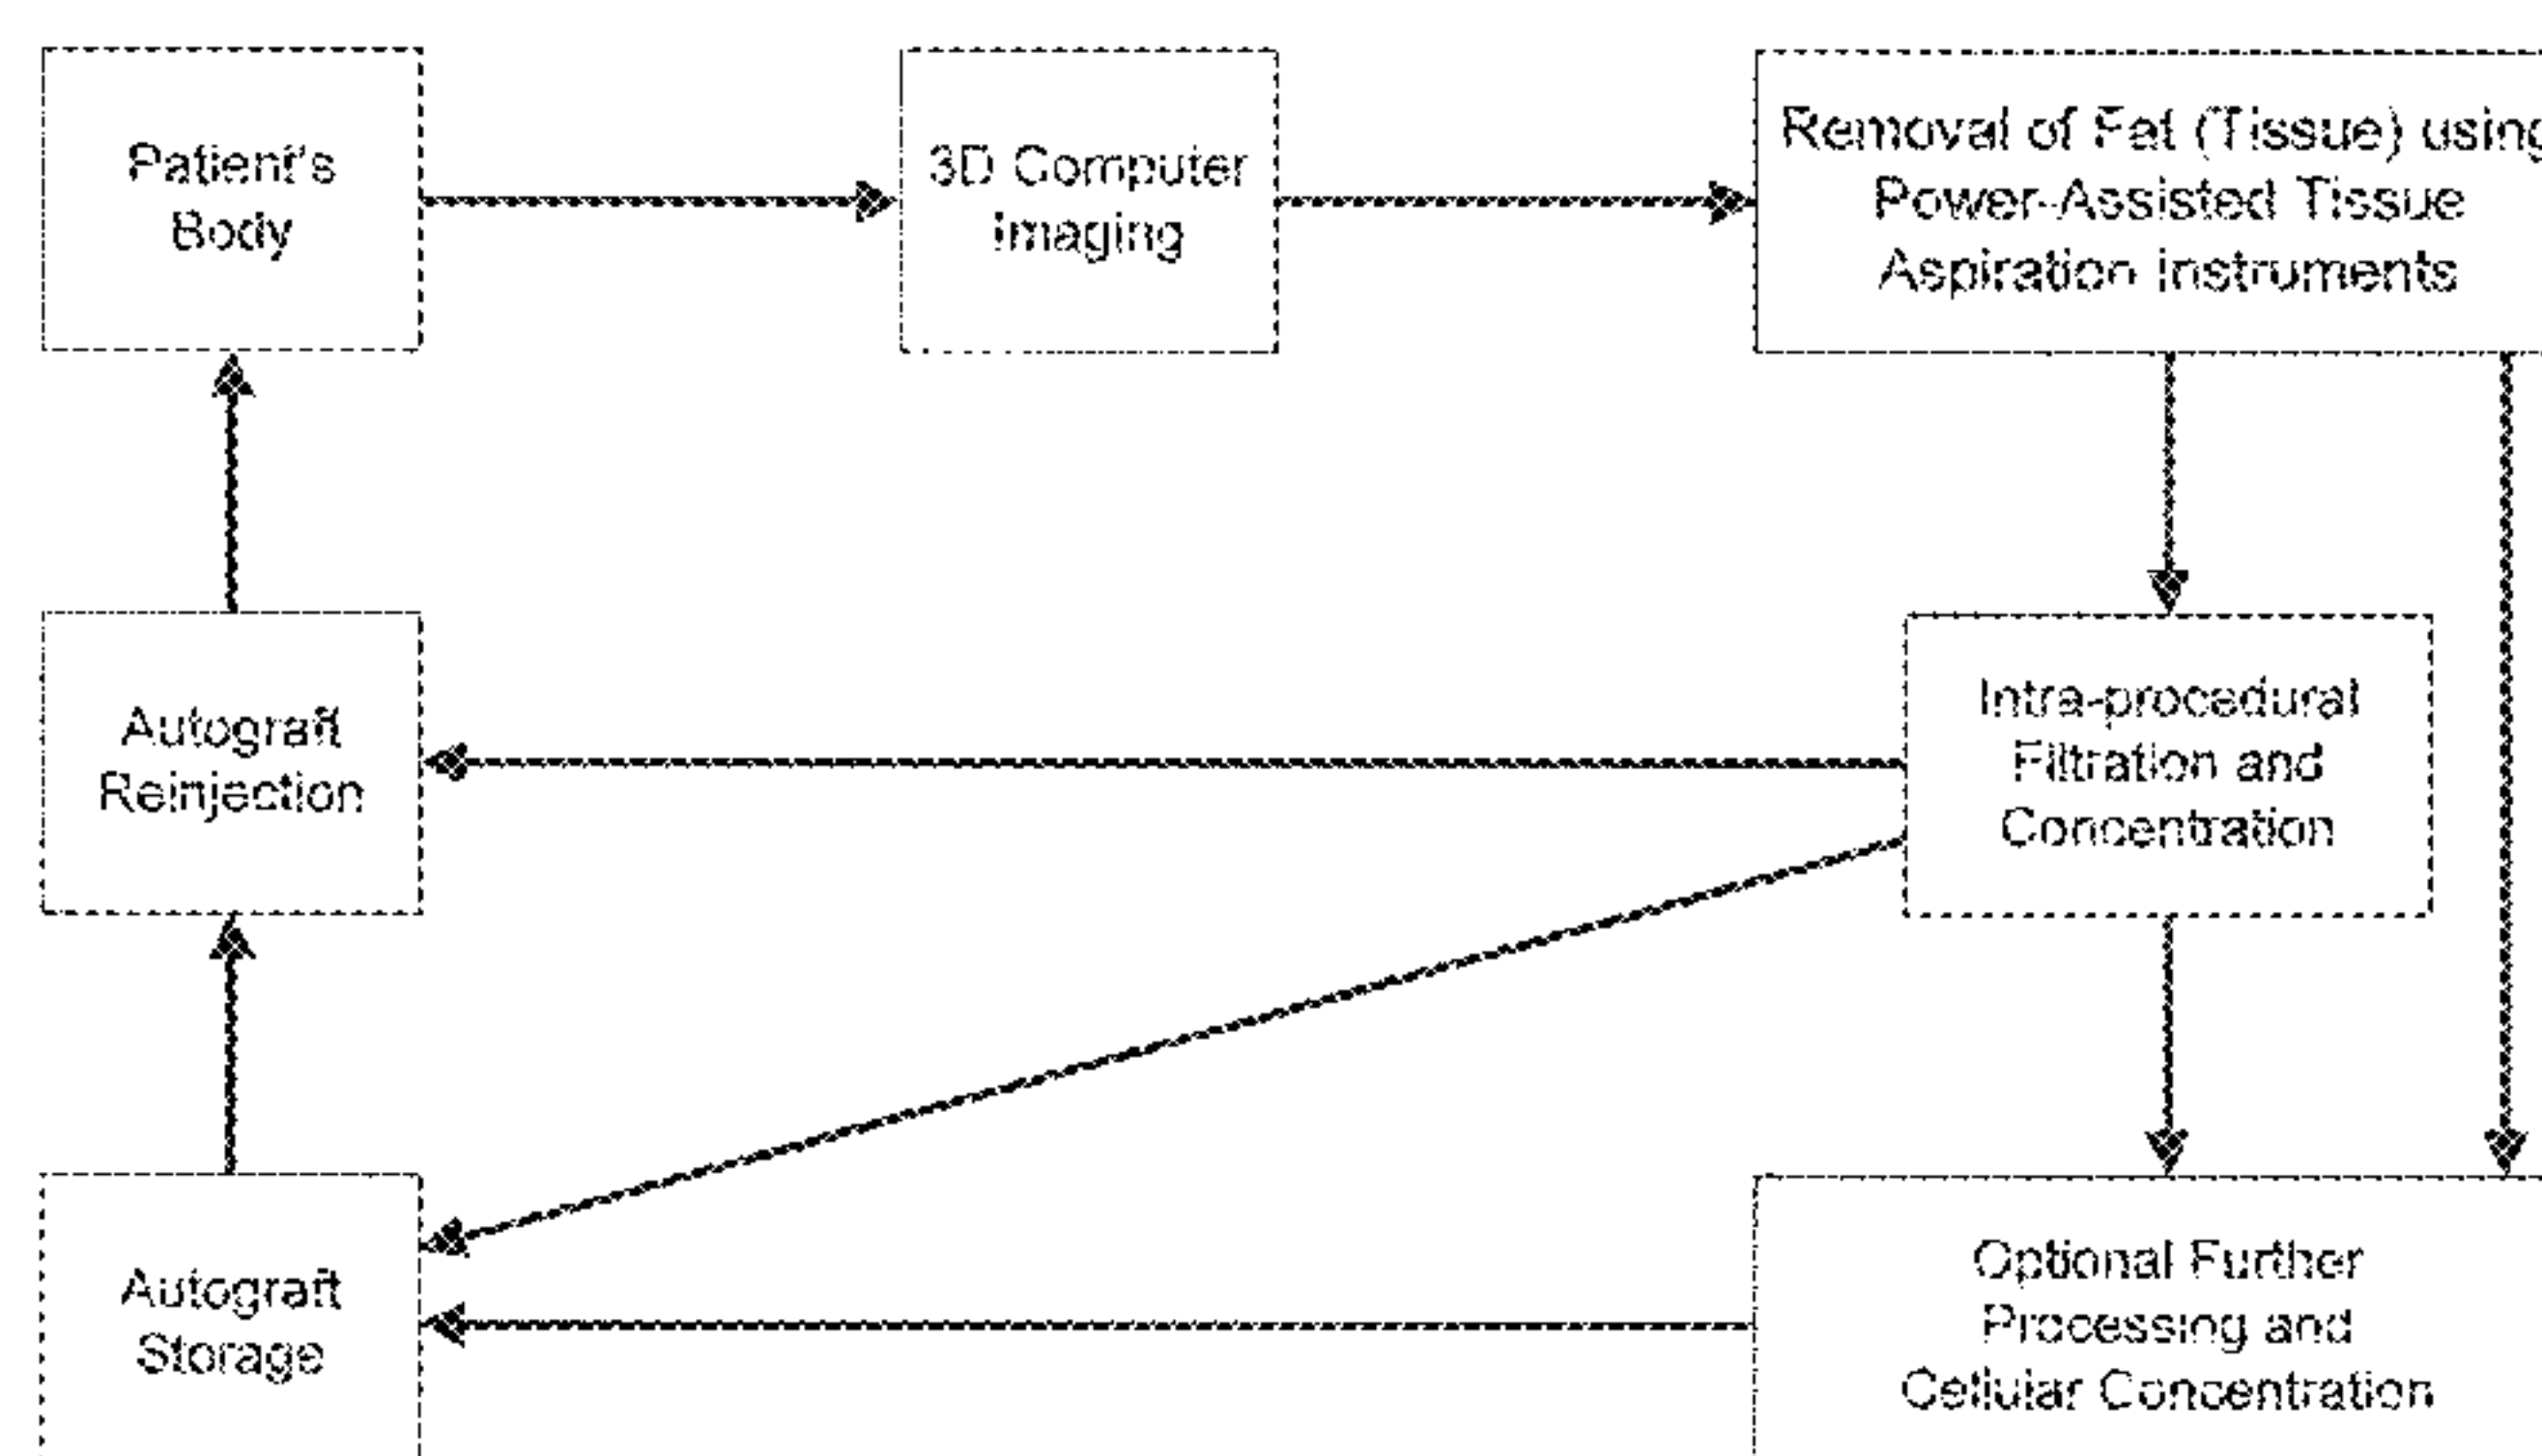 Patient's
Body
3D Computer
Imaging
Removal of Fat (Tissue) using
Power-Assisted Tissue
Aspiration Instruments
Autograft
Reinjection
Intra-procedural
Filtration and
Concentration
Autograft
Storage
Optional Further
Processing and
Cellular Concentration